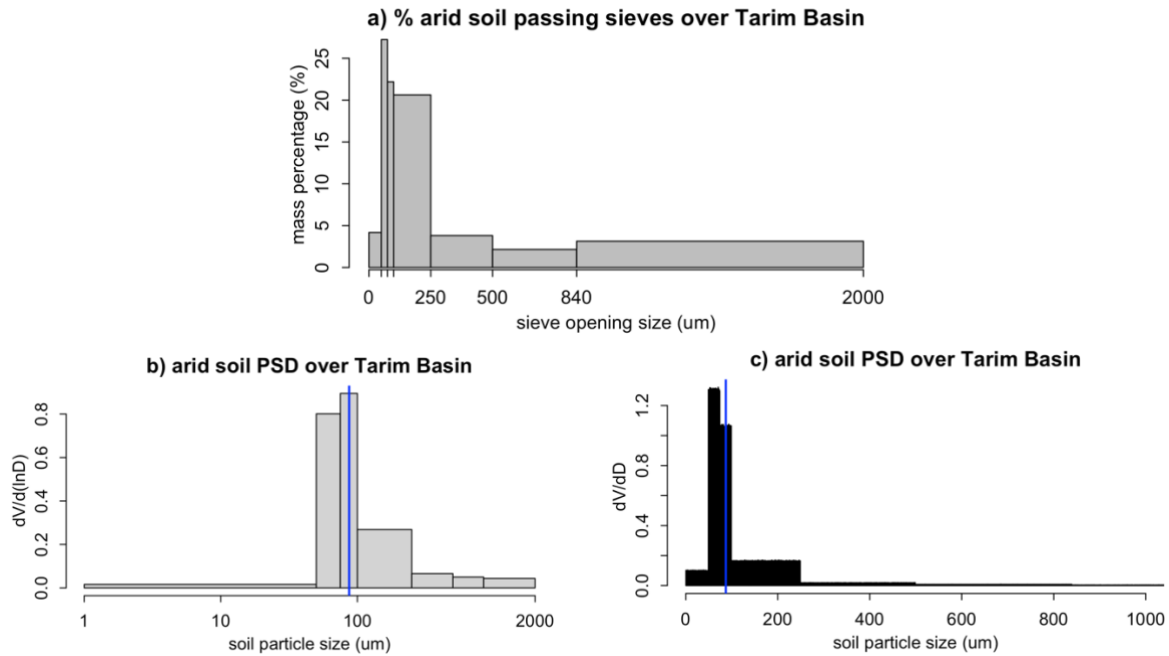 a) % arid soil passing sieves over Tarim Basin
mass percentage (%)
25
20
15
10
5
0
0 250 500 840 2000
sieve opening size (um)
b) arid soil PSD over Tarim Basin
dV/d(lnD)
0.8
0.6
0.4
0.2
0.0
1 10 100 2000
soil particle size (um)
c) arid soil PSD over Tarim Basin
dV/dD
1.2
0.8
0.4
0.0
0 200 400 600 800 1000
soil particle size (um)